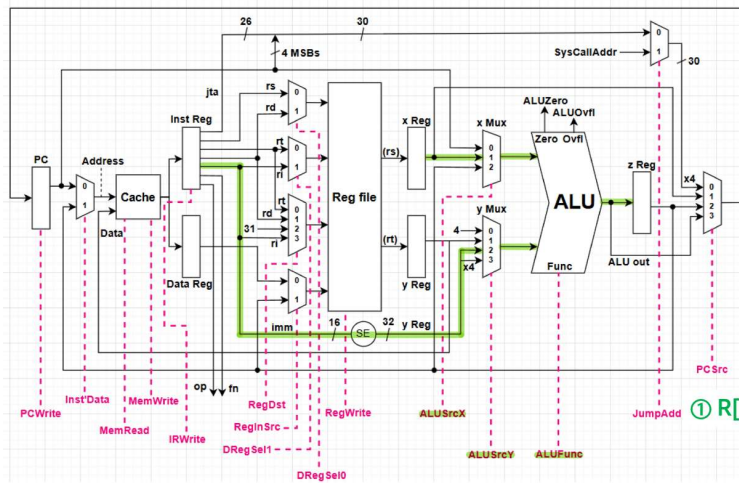 26
30
4 MSBs
SysCallAddr
0
1
30
jta
rs
rd
0
1
Inst Reg
rt
ri
0
1
PC
Address
0
1
Cache
Data
rt
rd
31
ri
0
1
2
3
Data Reg
0
1
Reg file
(rs)
(rt)
x Reg
y Reg
x Mux
0
1
2
y Mux
4
x4
0
1
2
3
ALUZero
ALUOvfl
Zero Ovfl
ALU
Func
z Reg
ALU out
x4
0
1
2
3
imm
16
SE
32
y Reg
op
fn
PCWrite
Inst'Data
MemRead
MemWrite
IRWrite
RegDst
RegInSrc
DRegSel1
DRegSel0
RegWrite
ALUSrcX
ALUSrcY
ALUFunc
JumpAdd
PCSrc
① R[